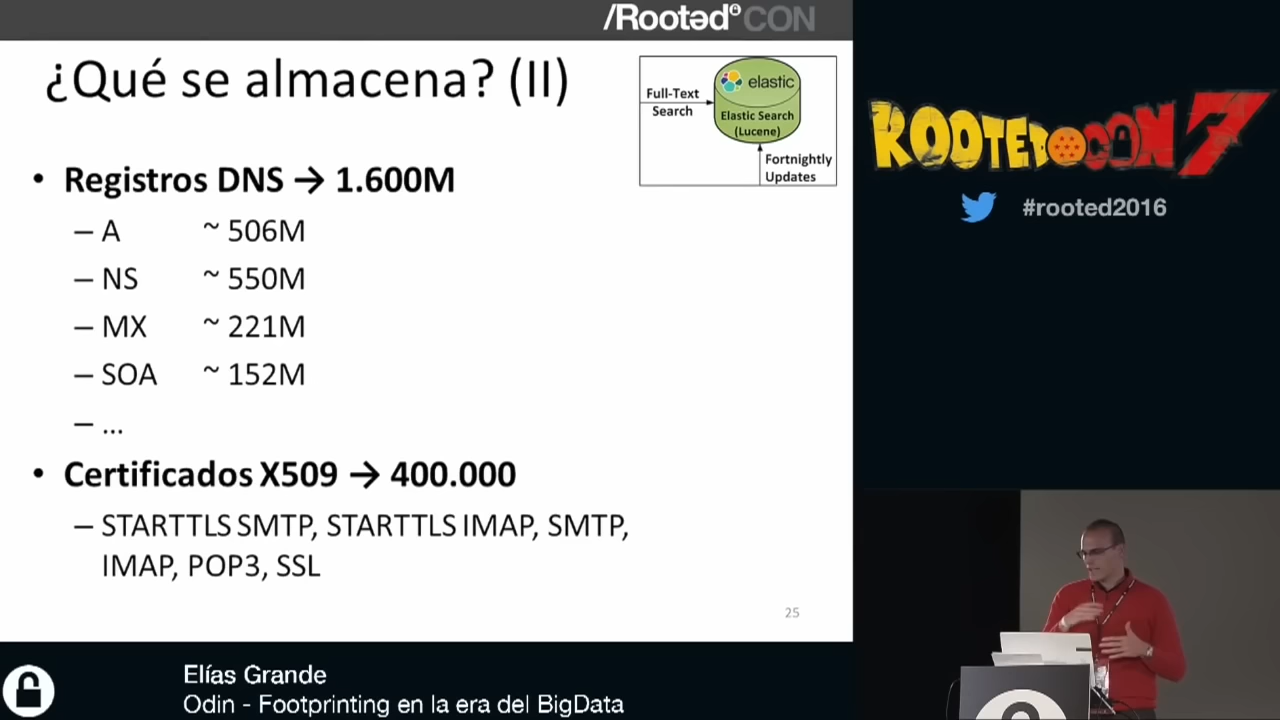 /Rootəd CON
¿Qué se almacena? (II)
Full-Text
Search
elastic
Elastic Search
(Lucene)
Fortnightly
Updates
• Registros DNS → 1.600M
– A ~ 506M
– NS ~ 550M
– MX ~ 221M
– SOA ~ 152M
– ...
• Certificados X509 → 400.000
– STARTTLS SMTP, STARTTLS IMAP, SMTP,
IMAP, POP3, SSL
25
ROOTEDCON 7
#rooted2016
Elías Grande
Odin - Footprinting en la era del BigData